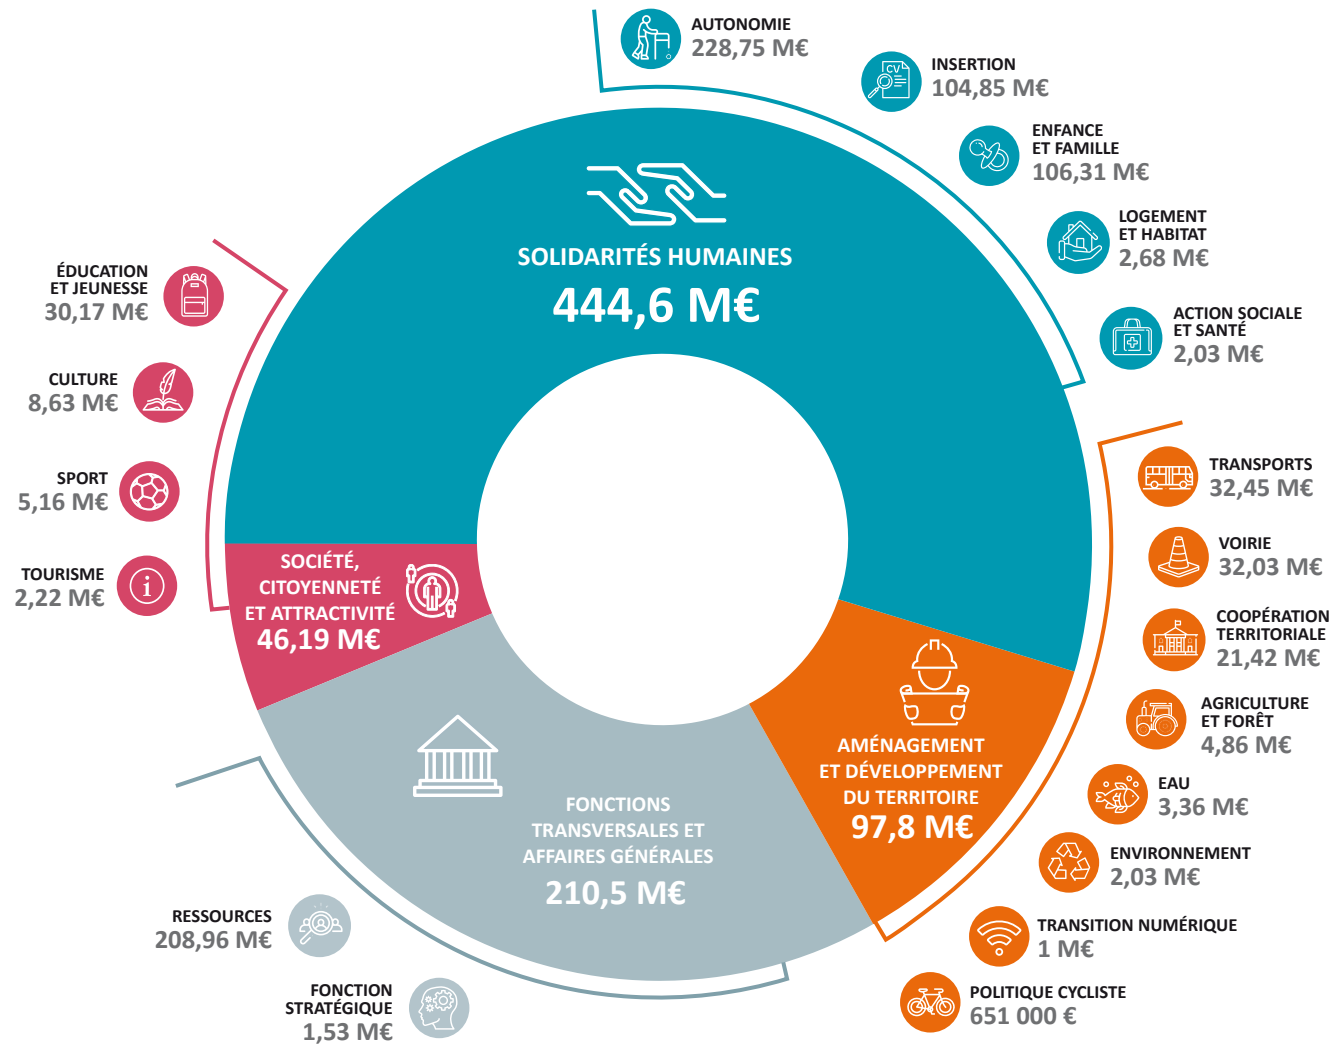 AUTONOMIE
228,75 M€
CV
INSERTION
104,85 M€
ENFANCE
ET FAMILLE
106,31 M€
LOGEMENT
ET HABITAT
2,68 M€
ACTION SOCIALE
ET SANTÉ
2,03 M€
SOLIDARITÉS HUMAINES
444,6 M€
ÉDUCATION
ET JEUNESSE
30,17 M€
CULTURE
8,63 M€
SPORT
5,16 M€
TOURISME
2,22 M€
i
SOCIÉTÉ,
CITOYENNETÉ
ET ATTRACTIVITÉ
46,19 M€
TRANSPORTS
32,45 M€
VOIRIE
32,03 M€
COOPÉRATION
TERRITORIALE
21,42 M€
AGRICULTURE
ET FORÊT
4,86 M€
EAU
3,36 M€
ENVIRONNEMENT
2,03 M€
TRANSITION NUMÉRIQUE
1 M€
POLITIQUE CYCLISTE
651 000 €
AMÉNAGEMENT
ET DÉVELOPPEMENT
DU TERRITOIRE
97,8 M€
FONCTIONS
TRANSVERSALES ET
AFFAIRES GÉNÉRALES
210,5 M€
RESSOURCES
208,96 M€
FONCTION
STRATÉGIQUE
1,53 M€